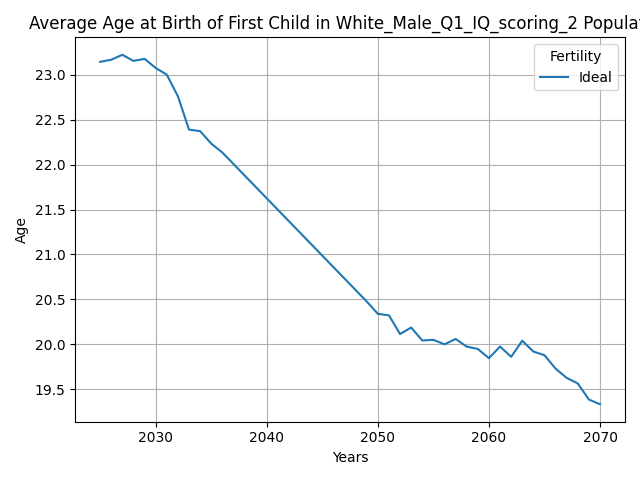 Average Age at Birth of First Child in White_Male_Q1_IQ_scoring_2
Fertility
Ideal
23.0
22.5
22.0
21.5
21.0
20.5
20.0
19.5
Age
2030 2040 2050 2060 2070
Years